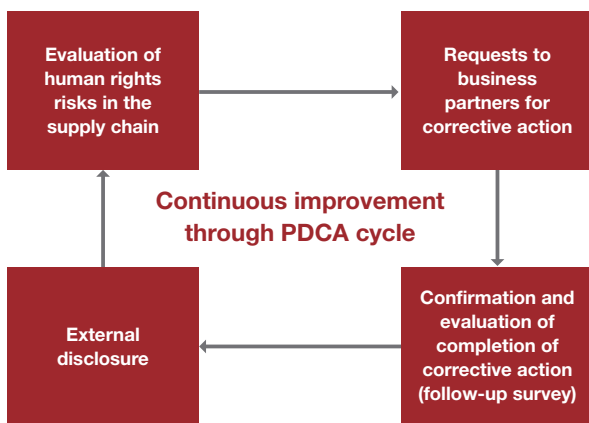 Evaluation of
human rights
risks in the
supply chain
Requests to
business
partners for
corrective action
Continuous improvement
through PDCA cycle
External
disclosure
Confirmation and
evaluation of
completion of
corrective action
(follow-up survey)